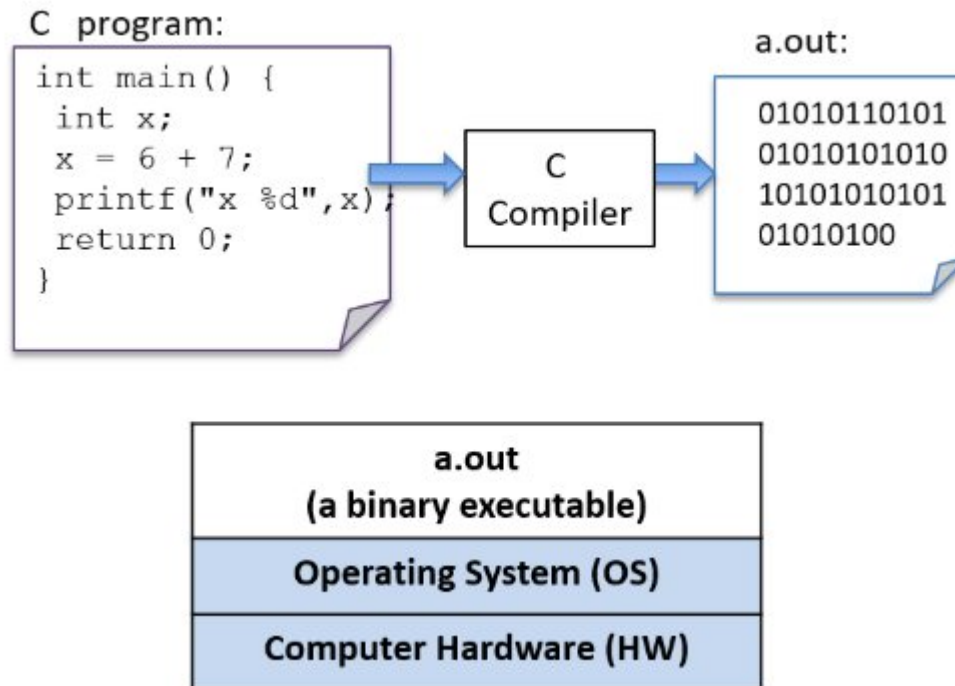 C program:
int main() {
int x;
x = 6 + 7;
printf("x %d",x);
return 0;
}
C
Compiler
a.out:
01010110101
01010101010
10101010101
01010100
a.out
(a binary executable)
Operating System (OS)
Computer Hardware (HW)